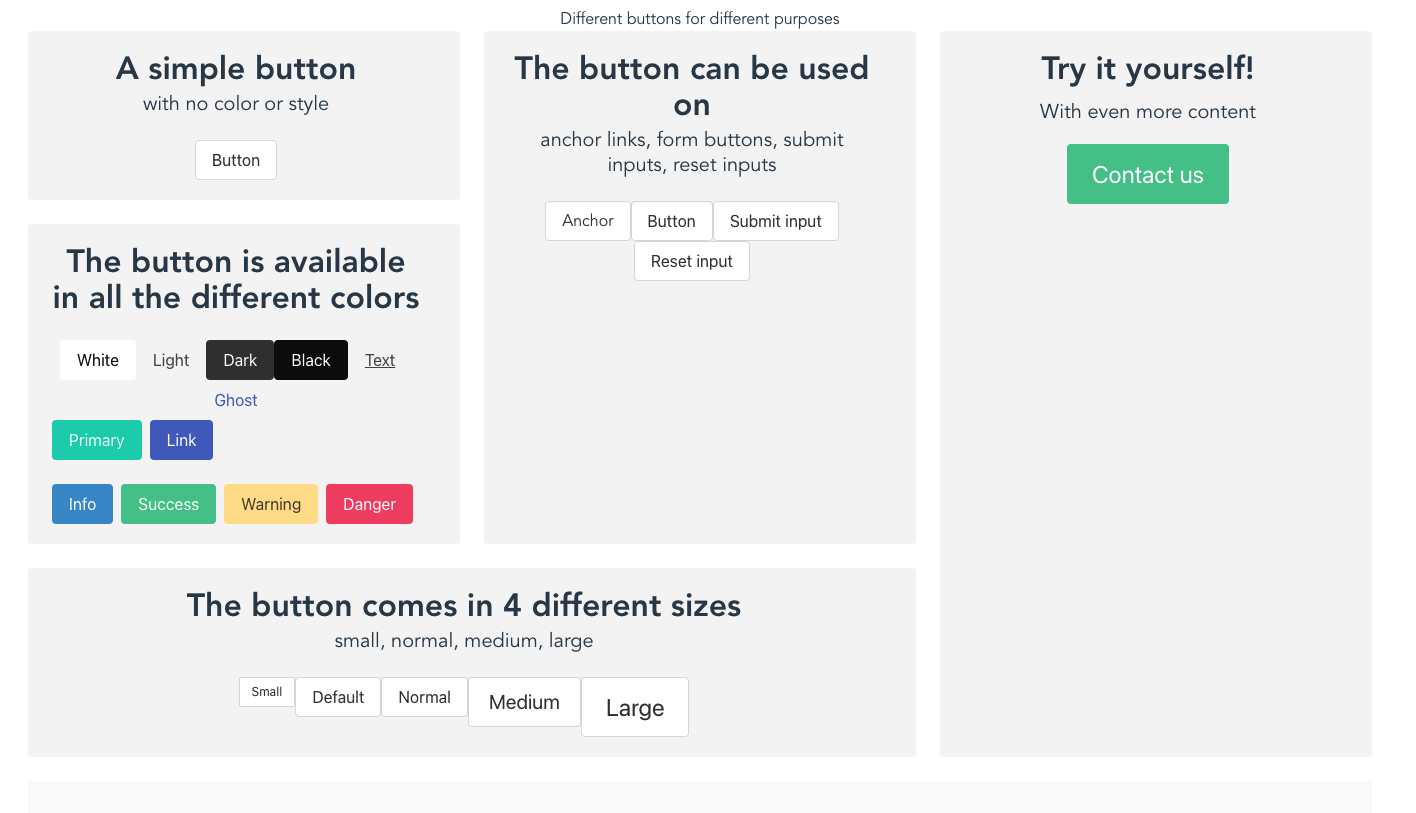 Different buttons for different purposes
A simple button
with no color or style
Button
The button is available
in all the different colors
White Light Dark Black Text
Ghost
Primary Link
Info Success Warning Danger
The button can be used
on
anchor links, form buttons, submit
inputs, reset inputs
Anchor Button Submit input
Reset input
The button comes in 4 different sizes
small, normal, medium, large
Small Default Normal Medium Large
Try it yourself!
With even more content
Contact us